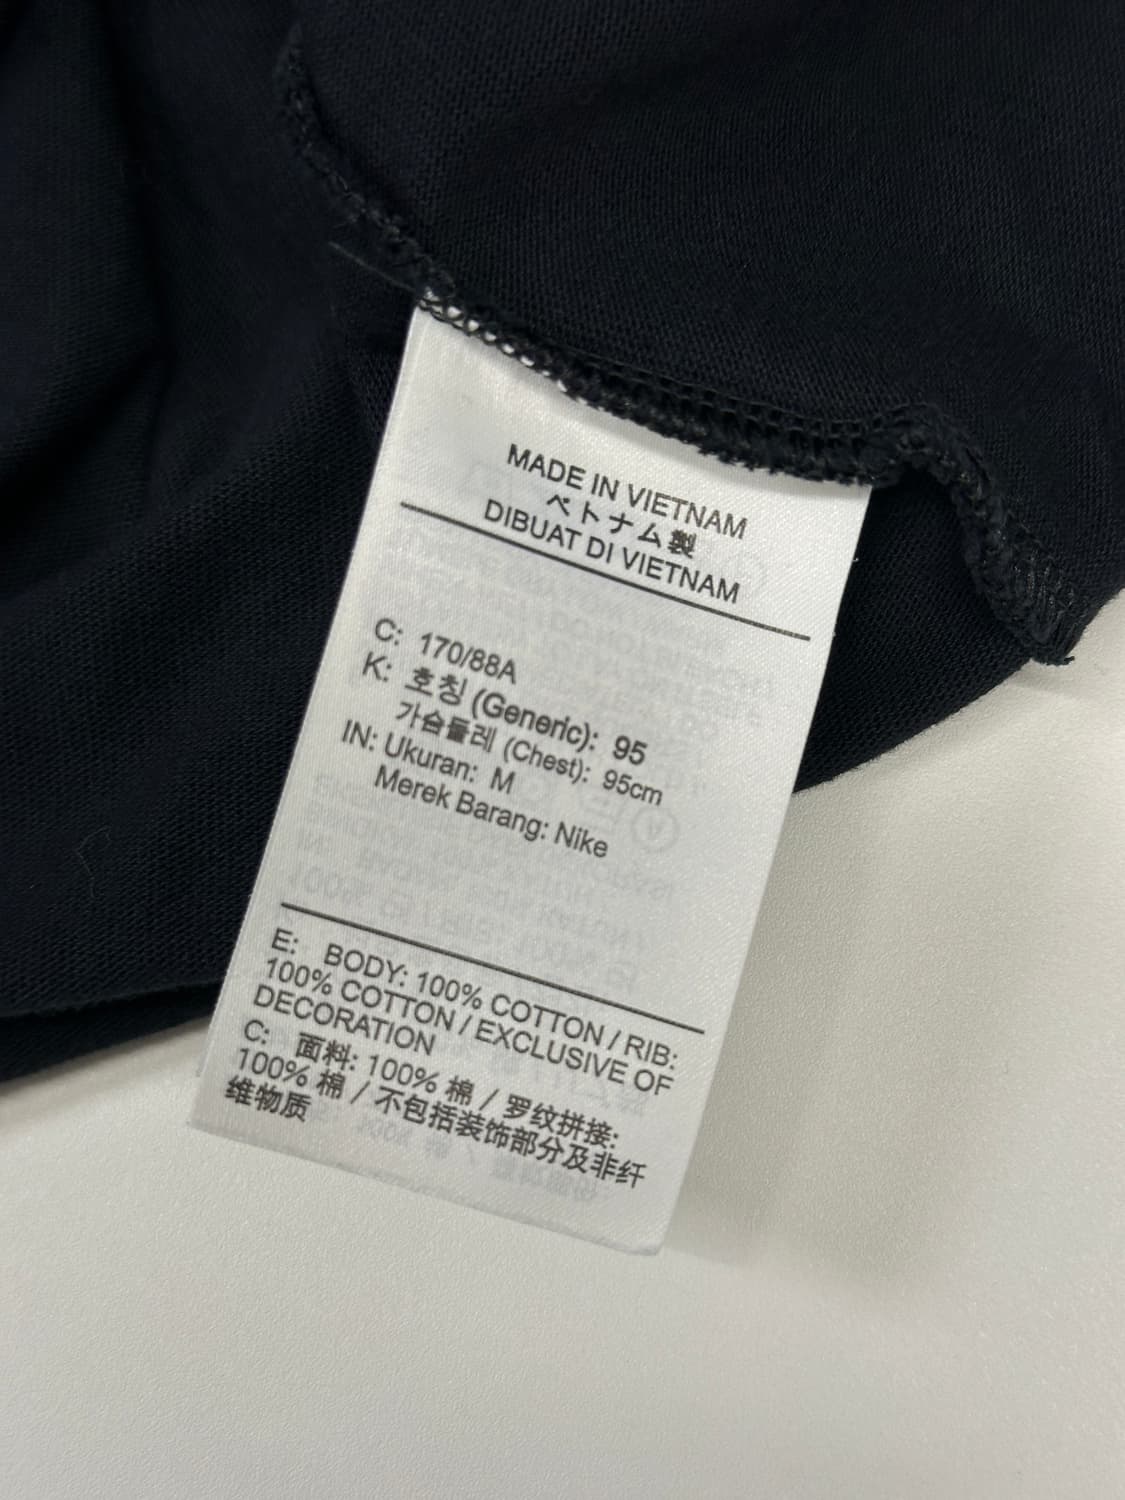 MADE IN VIETNAM
ベトナム製
DIBUAT DI VIETNAM
C: 170/88A
K: 호칭 (Generic): 95
가슴둘레 (Chest): 95cm
IN: Ukuran: M
Merek Barang: Nike
E: BODY: 100% COTTON / RIB:
100% COTTON / EXCLUSIVE OF
DECORATION
C: 面料: 100% 棉 / 罗纹拼接:
100% 棉 / 不包括装饰部分及非纤
维物质